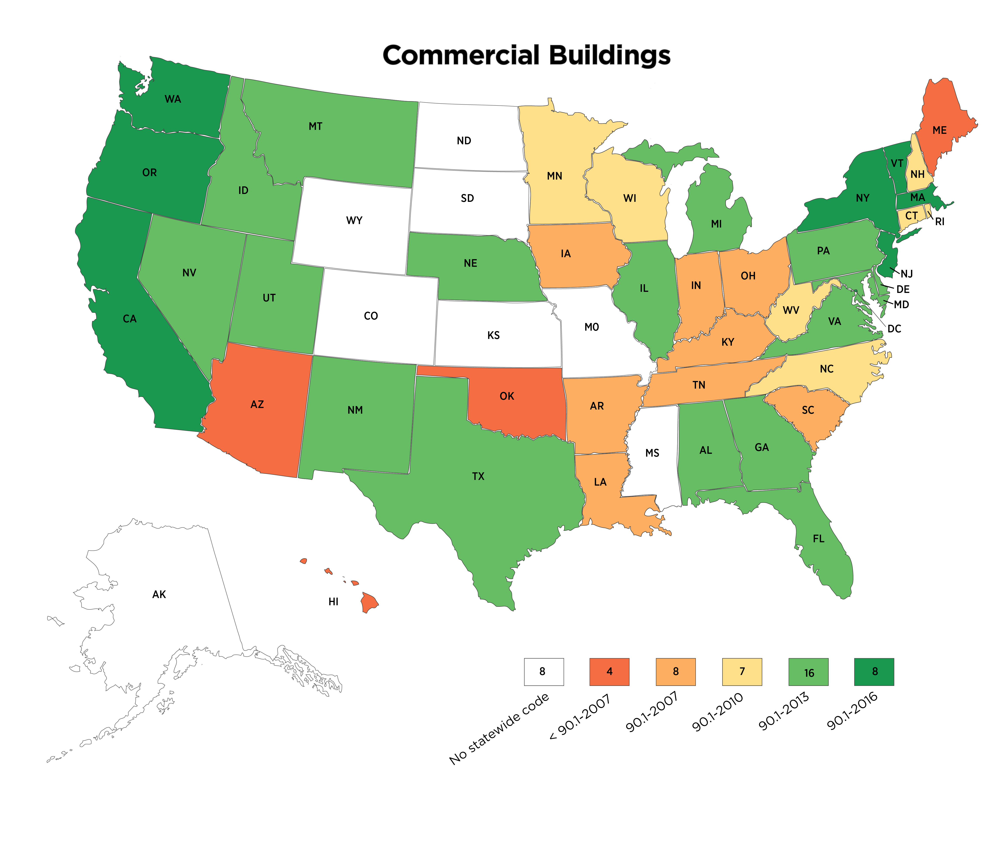 Commercial Buildings
WA
MT
ND
ME
OR
ID
MN
VT
NH
SD
WI
NY
MA
WY
MI
CT
RI
NV
NE
IA
PA
UT
IL
IN
OH
NJ
DE
MD
CA
CO
KS
MO
WV
VA
DC
KY
AZ
NM
OK
AR
TN
NC
SC
TX
LA
MS
AL
GA
FL
AK
HI
8
4
8
7
16
8
No statewide code
< 90.1-2007
90.1-2007
90.1-2010
90.1-2013
90.1-2016